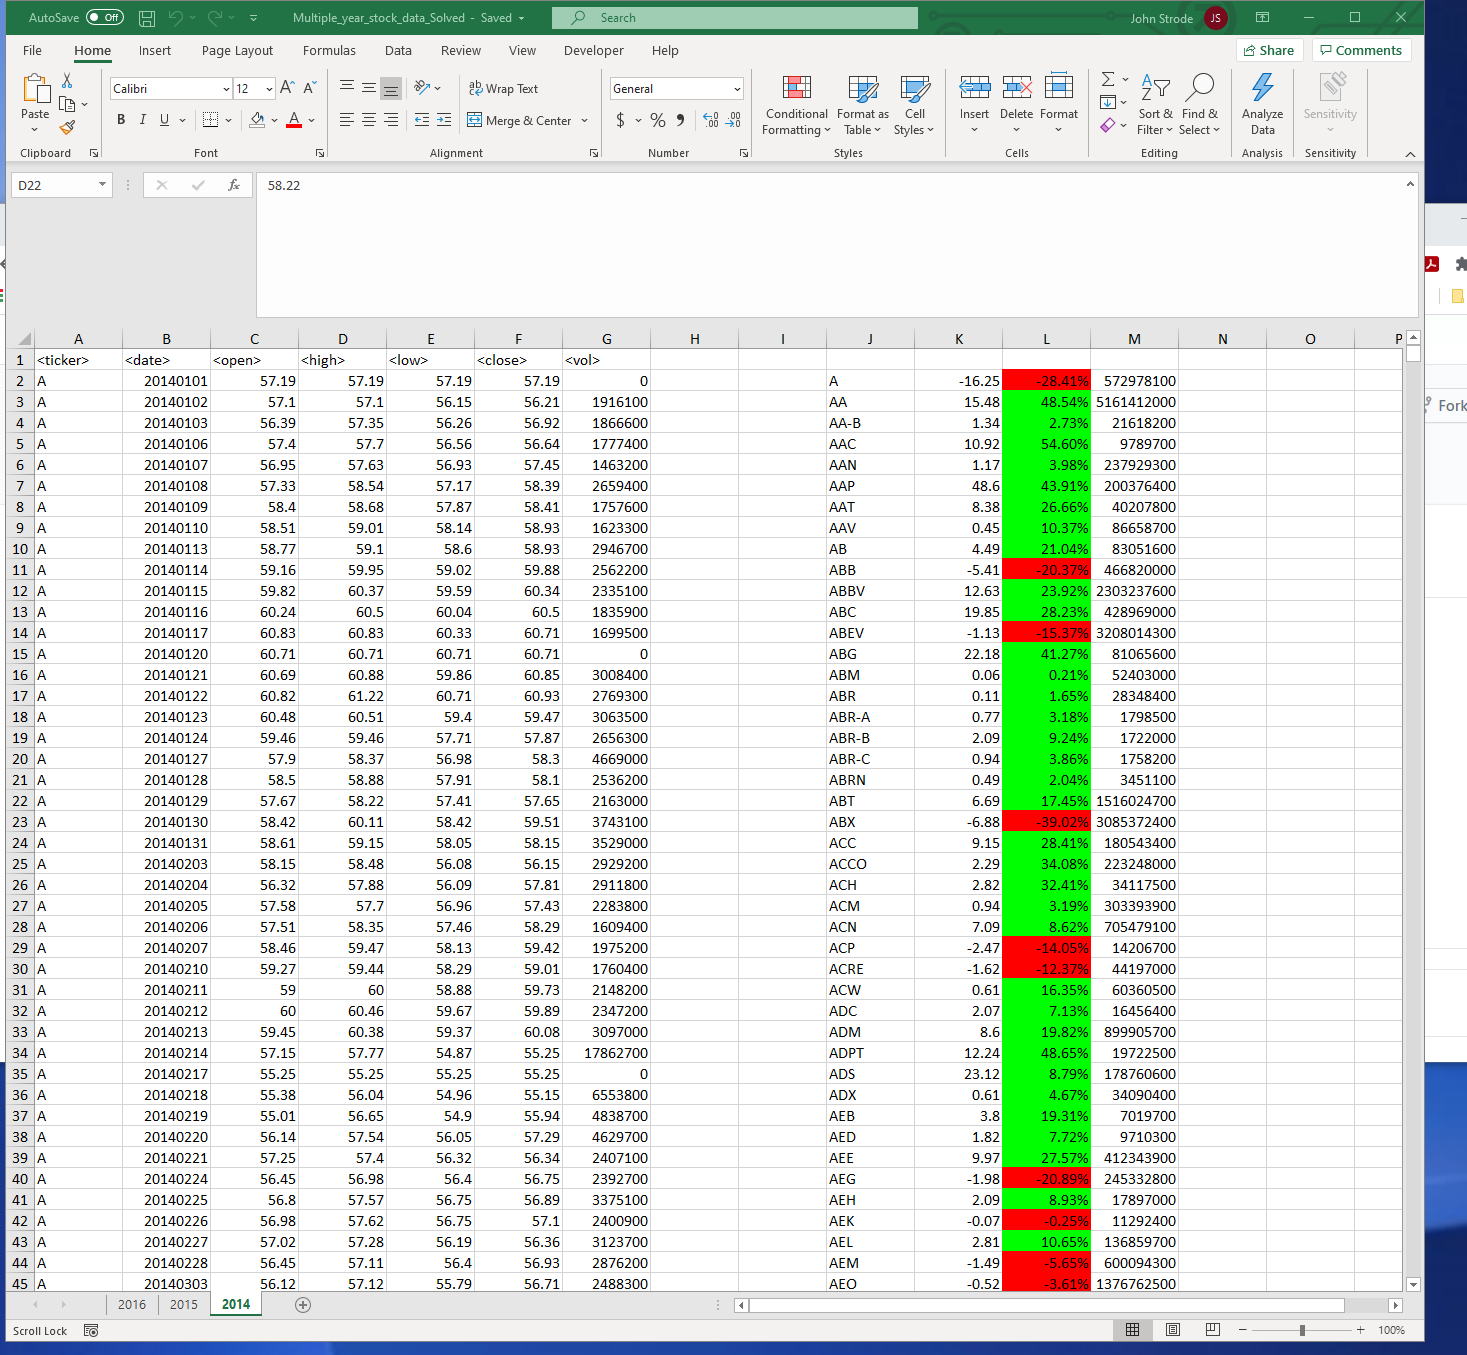 AutoSave Off Multiple_year_stock_data_Solved - Saved Search John Strode JS
File Home Insert Page Layout Formulas Data Review View Developer Help Share Comments
Calibri 12 Wrap Text General
Paste B I U Merge & Center $ % Conditional Formatting Format as Table Cell Styles Insert Delete Format Sort & Filter Find & Select Analyze Data Sensitivity
Clipboard Font Alignment Number Styles Cells Editing Analysis Sensitivity
D22 fx 58.22
A B C D E F G H I J K L M N O P
1 <ticker> <date> <open> <high> <low> <close> <vol>
2 A 20140101 57.19 57.19 57.19 57.19 0 A -16.25 -28.41% 572978100
3 A 20140102 57.1 57.1 56.15 56.21 1916100 AA 15.48 48.54% 5161412000
4 A 20140103 56.39 57.35 56.26 56.92 1866600 AA-B 1.34 2.73% 21618200
5 A 20140106 57.4 57.7 56.56 56.64 1777400 AAC 10.92 54.60% 9789700
6 A 20140107 56.95 57.63 56.93 57.45 1463200 AAN 1.17 3.98% 237929300
7 A 20140108 57.33 58.54 57.17 58.39 2659400 AAP 48.6 43.91% 200376400
8 A 20140109 58.4 58.68 57.87 58.41 1757600 AAT 8.38 26.66% 40207800
9 A 20140110 58.51 59.01 58.14 58.93 1623300 AAV 0.45 10.37% 86658700
10 A 20140113 58.77 59.1 58.6 58.93 2946700 AB 4.49 21.04% 83051600
11 A 20140114 59.16 59.95 59.02 59.88 2562200 ABB -5.41 -20.37% 466820000
12 A 20140115 59.82 60.37 59.59 60.34 2335100 ABBV 12.63 23.92% 2303237600
13 A 20140116 60.24 60.5 60.04 60.5 1835900 ABC 19.85 28.23% 428969000
14 A 20140117 60.83 60.83 60.33 60.71 1699500 ABEV -1.13 -15.37% 3208014300
15 A 20140120 60.71 60.71 60.71 60.71 0 ABG 22.18 41.27% 81065600
16 A 20140121 60.69 60.88 59.86 60.85 3008400 ABM 0.06 0.21% 52403000
17 A 20140122 60.82 61.22 60.71 60.93 2769300 ABR 0.11 1.65% 28348400
18 A 20140123 60.48 60.51 59.4 59.47 3063500 ABR-A 0.77 3.18% 1798500
19 A 20140124 59.46 59.46 57.71 57.87 2656300 ABR-B 2.09 9.24% 1722000
20 A 20140127 57.9 58.37 56.98 58.3 4669000 ABR-C 0.94 3.86% 1758200
21 A 20140128 58.5 58.88 57.91 58.1 2536200 ABRN 0.49 2.04% 3451100
22 A 20140129 57.67 58.22 57.41 57.65 2163000 ABT 6.69 17.45% 1516024700
23 A 20140130 58.42 60.11 58.42 59.51 3743100 ABX -6.88 -39.02% 3085372400
24 A 20140131 58.61 59.15 58.05 58.15 3529000 ACC 9.15 28.41% 180543400
25 A 20140203 58.15 58.48 56.08 56.15 2929200 ACCO 2.29 34.08% 223248000
26 A 20140204 56.32 57.88 56.09 57.81 2911800 ACH 2.82 32.41% 34117500
27 A 20140205 57.58 57.7 56.96 57.43 2283800 ACM 0.94 3.19% 303393900
28 A 20140206 57.51 58.35 57.46 58.29 1609400 ACN 7.09 8.62% 705479100
29 A 20140207 58.46 59.47 58.13 59.42 1975200 ACP -2.47 -14.05% 14206700
30 A 20140210 59.27 59.44 58.29 59.01 1760400 ACRE -1.62 -12.37% 44197000
31 A 20140211 59 60 58.88 59.73 2148200 ACW 0.61 16.35% 60360500
32 A 20140212 60 60.46 59.67 59.89 2347200 ADC 2.07 7.13% 16456400
33 A 20140213 59.45 60.38 59.37 60.08 3097000 ADM 8.6 19.82% 899905700
34 A 20140214 57.15 57.77 54.87 55.25 17862700 ADPT 12.24 48.65% 19722500
35 A 20140217 55.25 55.25 55.25 55.25 0 ADS 23.12 8.79% 178760600
36 A 20140218 55.38 56.04 54.96 55.15 6553800 ADX 0.61 4.67% 34090400
37 A 20140219 55.01 56.65 54.9 55.94 4838700 AEB 3.8 19.31% 7019700
38 A 20140220 56.14 57.54 56.05 57.29 4629700 AED 1.82 7.72% 9710300
39 A 20140221 57.25 57.4 56.32 56.34 2407100 AEE 9.97 27.57% 412343900
40 A 20140224 56.45 56.98 56.4 56.75 2392700 AEG -1.98 -20.89% 245332800
41 A 20140225 56.8 57.57 56.75 56.89 3375100 AEH 2.09 8.93% 17897000
42 A 20140226 56.98 57.62 56.75 57.1 2400900 AEK -0.07 -0.25% 11292400
43 A 20140227 57.02 57.28 56.19 56.36 3123700 AEL 2.81 10.65% 136859700
44 A 20140228 56.45 57.11 56.4 56.93 2876200 AEM -1.49 -5.65% 600094300
45 A 20140303 56.12 57.12 55.79 56.71 2488300 AEO -0.52 -3.61% 1376762500
2016 2015 2014
Scroll Lock 100%
Fork